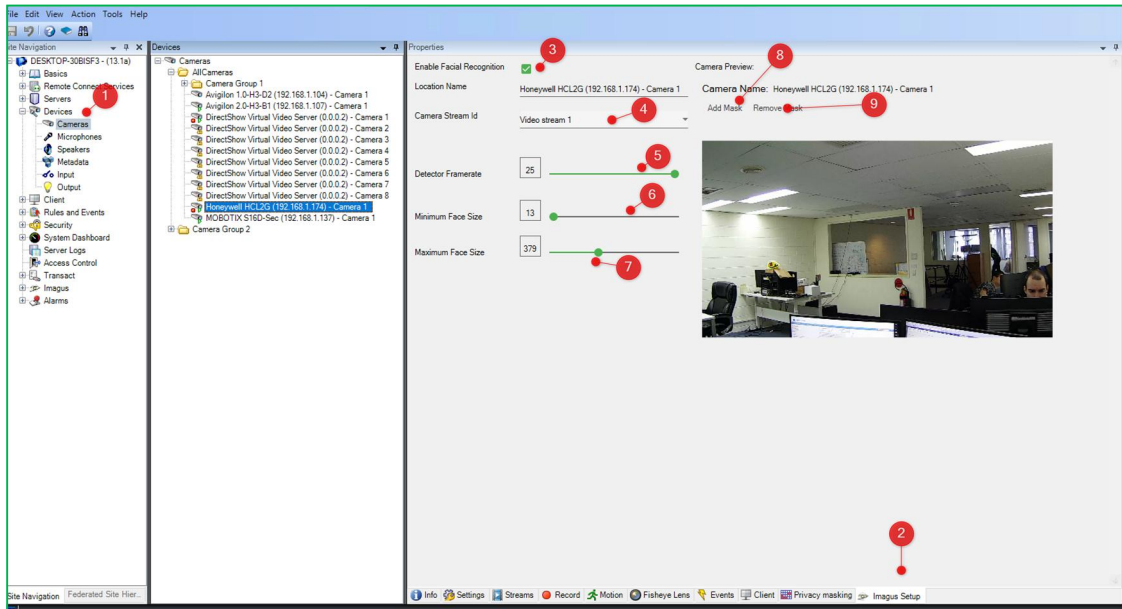 File Edit View Action Tools Help
Site Navigation
DESKTOP-30BISF3 - (13.1a)
Basics
Remote Connect Services
Servers
Devices
Cameras
Microphones
Speakers
Metadata
Input
Output
Client
Rules and Events
Security
System Dashboard
Server Logs
Access Control
Transact
Imagus
Alarms
1
Site Navigation Federated Site Hier...
Devices
Cameras
AllCameras
Camera Group 1
Avigilon 1.0-H3-D2 (192.168.1.104) - Camera 1
Avigilon 2.0-H3-B1 (192.168.1.107) - Camera 1
DirectShow Virtual Video Server (0.0.0.2) - Camera 1
DirectShow Virtual Video Server (0.0.0.2) - Camera 2
DirectShow Virtual Video Server (0.0.0.2) - Camera 3
DirectShow Virtual Video Server (0.0.0.2) - Camera 4
DirectShow Virtual Video Server (0.0.0.2) - Camera 5
DirectShow Virtual Video Server (0.0.0.2) - Camera 6
DirectShow Virtual Video Server (0.0.0.2) - Camera 7
DirectShow Virtual Video Server (0.0.0.2) - Camera 8
Honeywell HCL2G (192.168.1.174) - Camera 1
MOBOTIX S16D-Sec (192.168.1.137) - Camera 1
Camera Group 2
Properties
Enable Facial Recognition 3
Location Name Honeywell HCL2G (192.168.1.174) - Camera 1
Camera Stream Id Video stream 1 4
Detector Framerate 25 5
Minimum Face Size 13 6
Maximum Face Size 379 7
Camera Preview: 8
Camera Name: Honeywell HCL2G (192.168.1.174) - Camera 1
Add Mask Remove Mask 9
2
Info Settings Streams Record Motion Fisheye Lens Events Client Privacy masking Imagus Setup